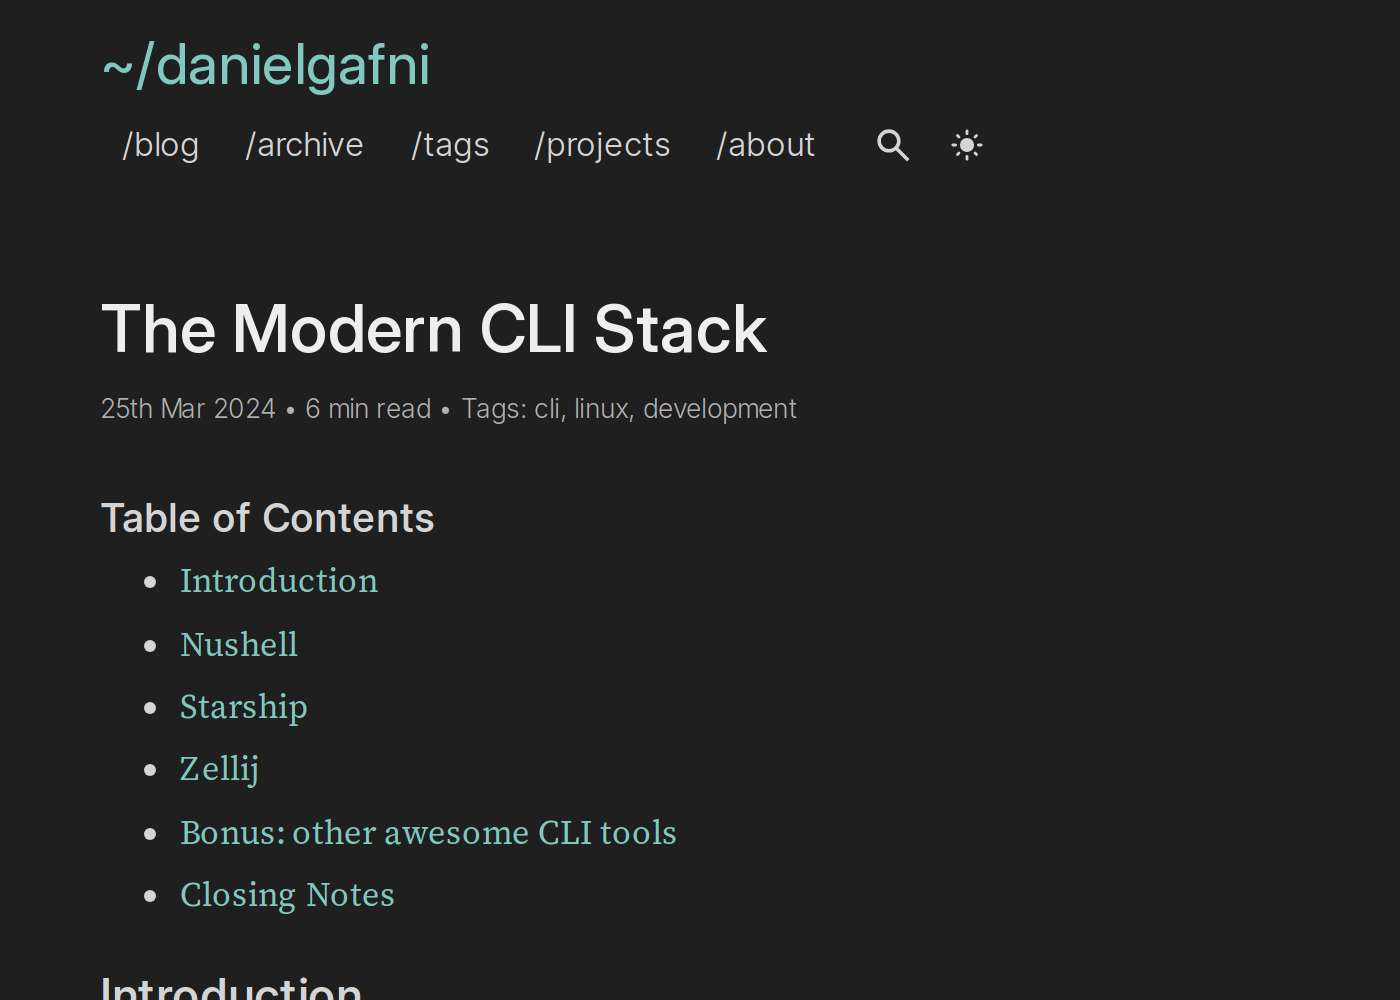 ~/danielgafni
/blog /archive /tags /projects /about
The Modern CLI Stack
25th Mar 2024 • 6 min read • Tags: cli, linux, development
Table of Contents
• Introduction
• Nushell
• Starship
• Zellij
• Bonus: other awesome CLI tools
• Closing Notes
Introduction